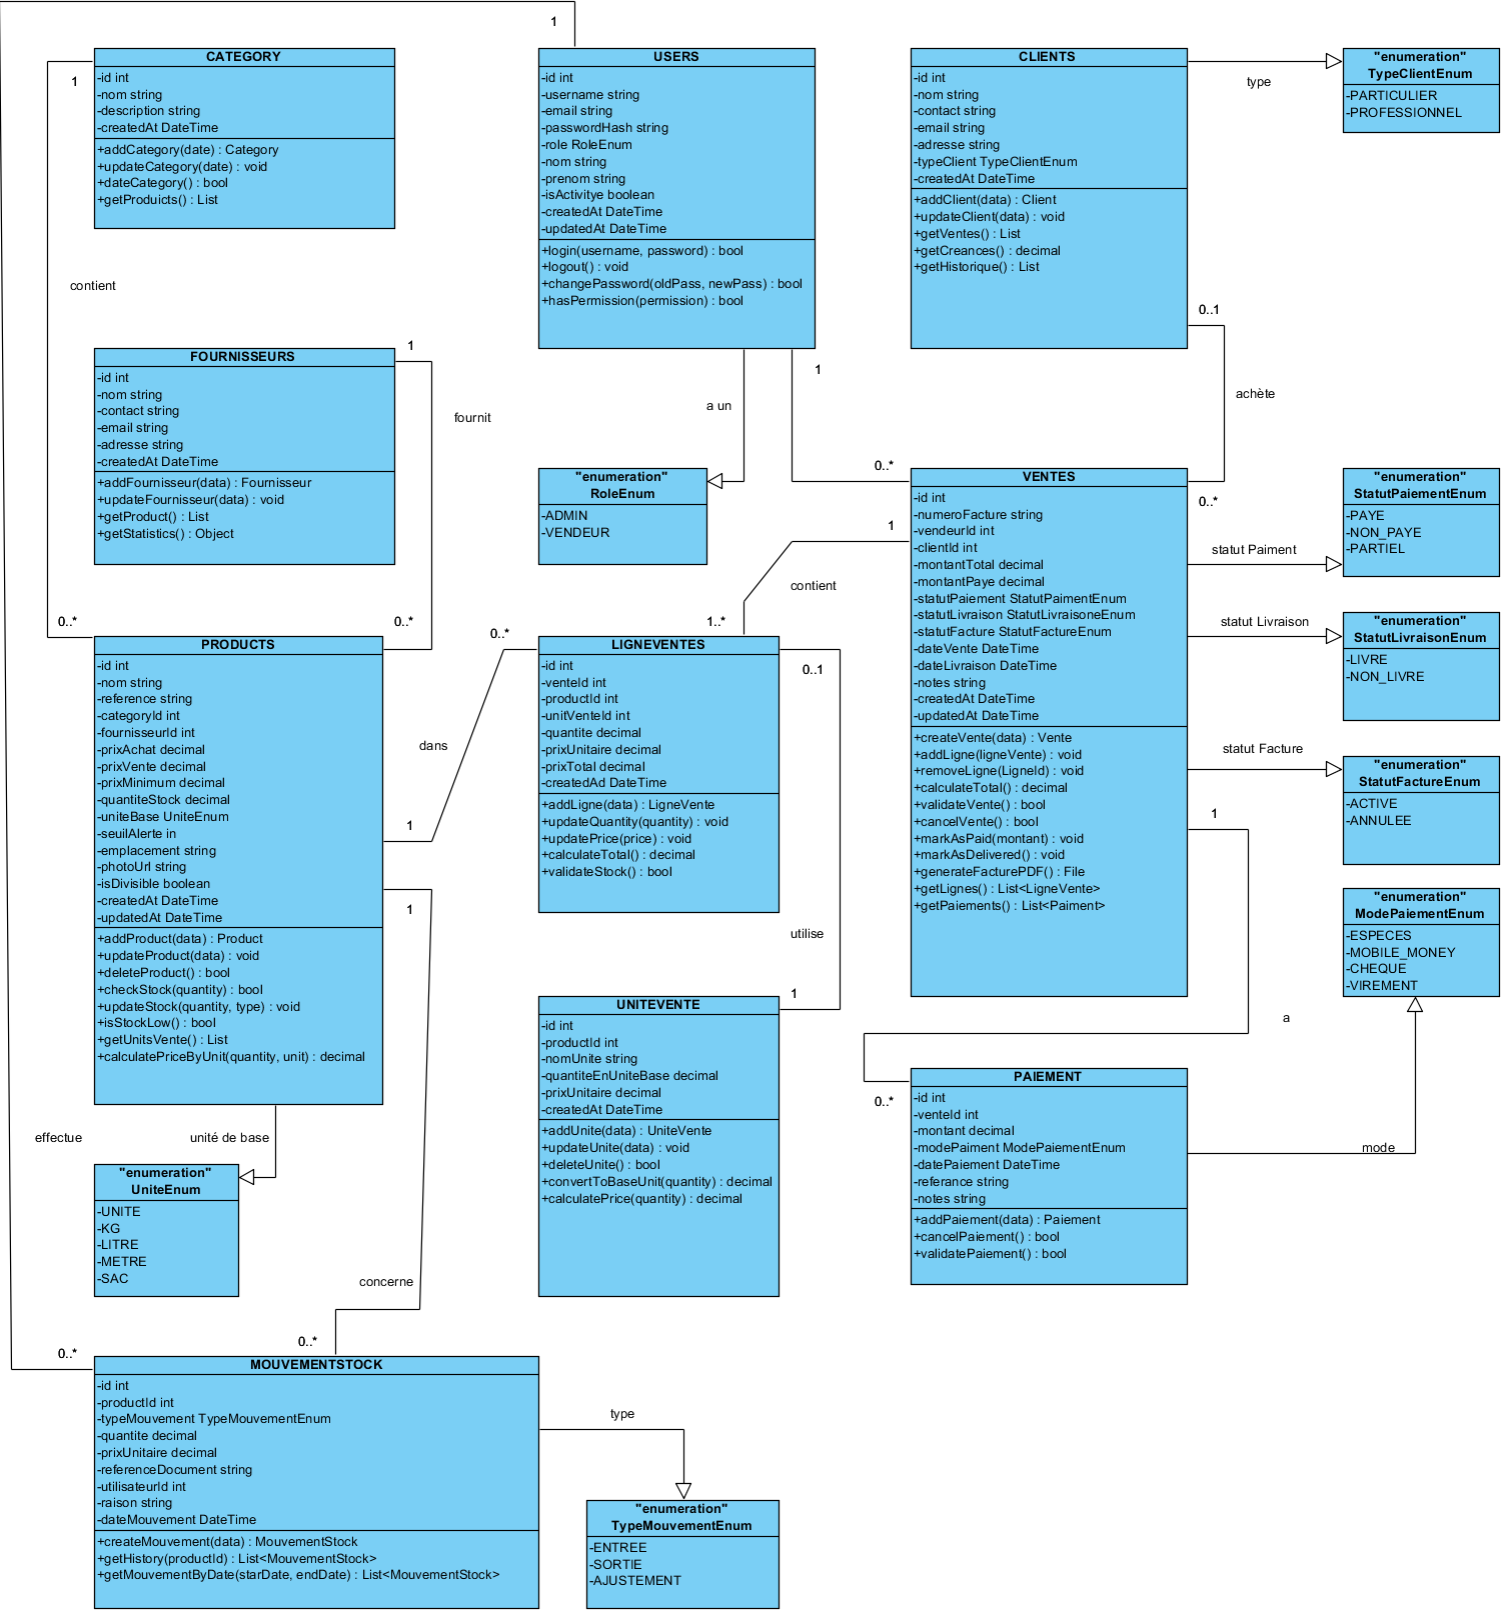 1
CATEGORY
-id int
-nom string
-description string
-createdAt DateTime
+addCategory(date) : Category
+updateCategory(date) : void
+dateCategory() : bool
+getProduicts() : List
1
contient
USERS
-id int
-username string
-email string
-passwordHash string
-role RoleEnum
-nom string
-prenom string
-isActivitye boolean
-createdAt DateTime
-updatedAt DateTime
+login(username, password) : bool
+logout() : void
+changePassword(oldPass, newPass) : bool
+hasPermission(permission) : bool
CLIENTS
-id int
-nom string
-contact string
-email string
-adresse string
-typeClient TypeClientEnum
-createdAt DateTime
+addClient(data) : Client
+updateClient(data) : void
+getVentes() : List
+getCreances() : decimal
+getHistorique() : List
type
"enumeration"
TypeClientEnum
-PARTICULIER
-PROFESSIONNEL
0..1
achète
0..*
FOURNISSEURS
-id int
-nom string
-contact string
-email string
-adresse string
-createdAt DateTime
+addFournisseur(data) : Fournisseur
+updateFournisseur(data) : void
+getProduct() : List
+getStatistics() : Object
1
fournit
0..*
0..*
a un
1
0..*
"enumeration"
RoleEnum
-ADMIN
-VENDEUR
1
contient
1..*
VENTES
-id int
-numeroFacture string
-vendeurId int
-clientId int
-montantTotal decimal
-montantPaye decimal
-statutPaiement StatutPaimentEnum
-statutLivraison StatutLivraisoneEnum
-statutFacture StatutFactureEnum
-dateVente DateTime
-dateLivraison DateTime
-notes string
-createdAt DateTime
-updatedAt DateTime
+createVente(data) : Vente
+addLigne(ligneVente) : void
+removeLigne(LigneId) : void
+calculateTotal() : decimal
+validateVente() : bool
+cancelVente() : bool
+markAsPaid(montant) : void
+markAsDelivered() : void
+generateFacturePDF() : File
+getLignes() : List<LigneVente>
+getPaiements() : List<Paiment>
statut Paiment
"enumeration"
StatutPaiementEnum
-PAYE
-NON_PAYE
-PARTIEL
statut Livraison
"enumeration"
StatutLivraisonEnum
-LIVRE
-NON_LIVRE
statut Facture
"enumeration"
StatutFactureEnum
-ACTIVE
-ANNULEE
PRODUCTS
-id int
-nom string
-reference string
-categoryId int
-fournisseurId int
-prixAchat decimal
-prixVente decimal
-prixMinimum decimal
-quantiteStock decimal
-uniteBase UniteEnum
-seuilAlerte in
-emplacement string
-photoUrl string
-isDivisible boolean
-createdAt DateTime
-updatedAt DateTime
+addProduct(data) : Product
+updateProduct(data) : void
+deleteProduct() : bool
+checkStock(quantity) : bool
+updateStock(quantity, type) : void
+isStockLow() : bool
+getUnitsVente() : List
+calculatePriceByUnit(quantity, unit) : decimal
0..*
dans
1
1
LIGNEVENTES
-id int
-venteId int
-productId int
-unitVenteId int
-quantite decimal
-prixUnitaire decimal
-prixTotal decimal
-createdAd DateTime
+addLigne(data) : LigneVente
+updateQuantity(quantity) : void
+updatePrice(price) : void
+calculateTotal() : decimal
+validateStock() : bool
0..1
utilise
1
UNITEVENTE
-id int
-productId int
-nomUnite string
-quantiteEnUniteBase decimal
-prixUnitaire decimal
-createdAt DateTime
+addUnite(data) : UniteVente
+updateUnite(data) : void
+deleteUnite() : bool
+convertToBaseUnit(quantity) : decimal
+calculatePrice(quantity) : decimal
1
a
0..*
"enumeration"
ModePaiementEnum
-ESPECES
-MOBILE_MONEY
-CHEQUE
-VIREMENT
PAIEMENT
-id int
-venteId int
-montant decimal
-modePaiment ModePaiementEnum
-datePaiement DateTime
-referance string
-notes string
+addPaiement(data) : Paiement
+cancelPaiement() : bool
+validatePaiement() : bool
mode
effectue
unité de base
"enumeration"
UniteEnum
-UNITE
-KG
-LITRE
-METRE
-SAC
concerne
0..*
0..*
MOUVEMENTSTOCK
-id int
-productId int
-typeMouvement TypeMouvementEnum
-quantite decimal
-prixUnitaire decimal
-referenceDocument string
-utilisateurId int
-raison string
-dateMouvement DateTime
+createMouvement(data) : MouvementStock
+getHistory(productId) : List<MouvementStock>
+getMouvementByDate(starDate, endDate) : List<MouvementStock>
type
"enumeration"
TypeMouvementEnum
-ENTREE
-SORTIE
-AJUSTEMENT